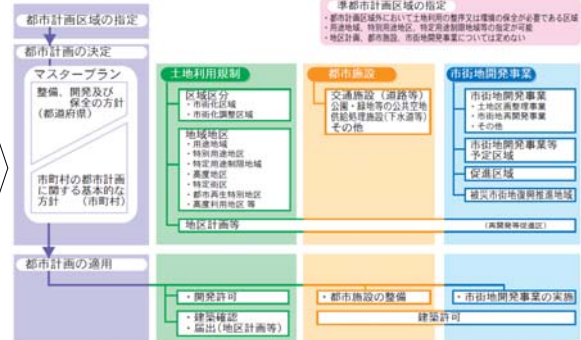 都市計画区域の指定
準都市計画区域の指定
・都市計画区域外において土地利用の整序又は環境の保全が必要である区域
・用途地域、特別用途地区、特定用途制限地域等の指定が可能
・地区計画、都市施設、市街地開発事業については定めない
都市計画の決定
マスタープラン
整備、開発及び
保全の方針
(都道府県)
市町村の都市計画
に関する基本的な
方針 (市町村)
土地利用規制
区域区分
・市街化区域
・市街化調整区域
地域地区
・用途地域
・特別用途地区
・特定用途制限地域
・高度地区
・特定街区
・都市再生特別地区
・高度利用地区 等
地区計画等
(再開発等促進区)
都市施設
交通施設(道路等)
公園・緑地等の公共空地
供給処理施設(下水道等)
その他
市街地開発事業
市街地開発事業
・土地区画整理事業
・市街地再開発事業
・その他
市街地開発事業等
予定区域
促進区域
被災市街地復興推進地域
都市計画の適用
・開発許可
・建築確認
・届出(地区計画等)
・都市施設の整備
・市街地開発事業の実施
建築許可